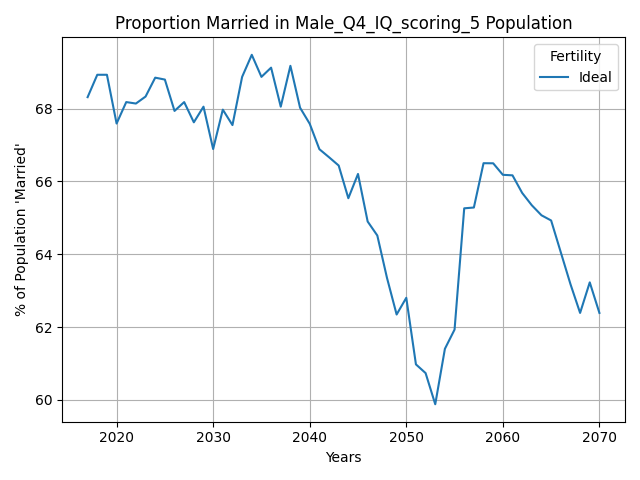 Proportion Married in Male_Q4_IQ_scoring_5 Population
Fertility
Ideal
% of Population 'Married'
68
66
64
62
60
2020 2030 2040 2050 2060 2070
Years